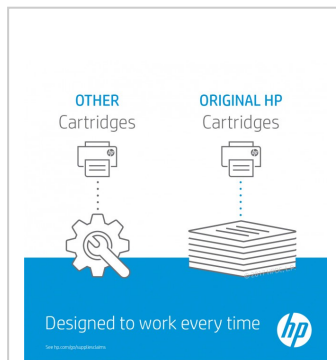 OTHER
Cartridges
ORIGINAL HP
Cartridges
Designed to work every time
hp